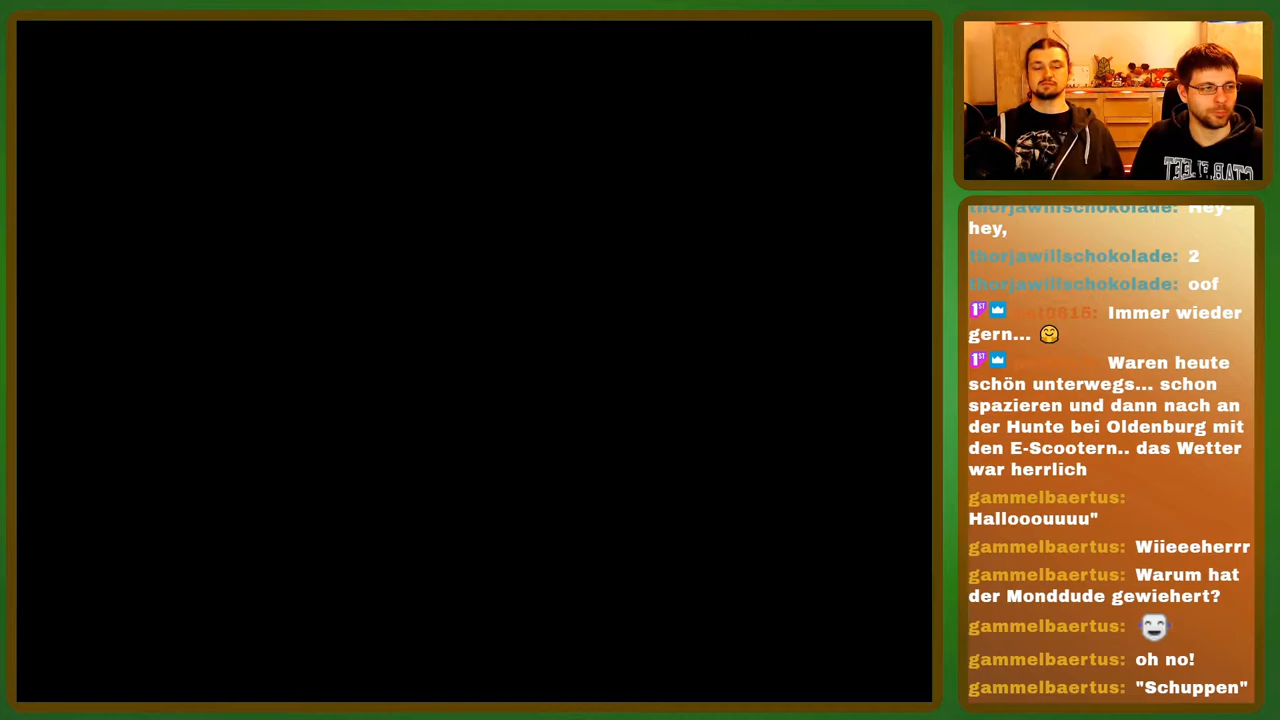 thorjawillschokolade: Hey-
hey,
thorjawillschokolade: 2
thorjawillschokolade: oof
Immer wieder
gern...
Waren heute
schön unterwegs... schon
spazieren und dann nach an
der Hunte bei Oldenburg mit
den E-Scootern.. das Wetter
war herrlich
gammelbaertus:
Hallooouuuu"
gammelbaertus: Wiieeeherrr
gammelbaertus: Warum hat
der Monddude gewiehert?
gammelbaertus:
gammelbaertus: oh no!
gammelbaertus: "Schuppen"